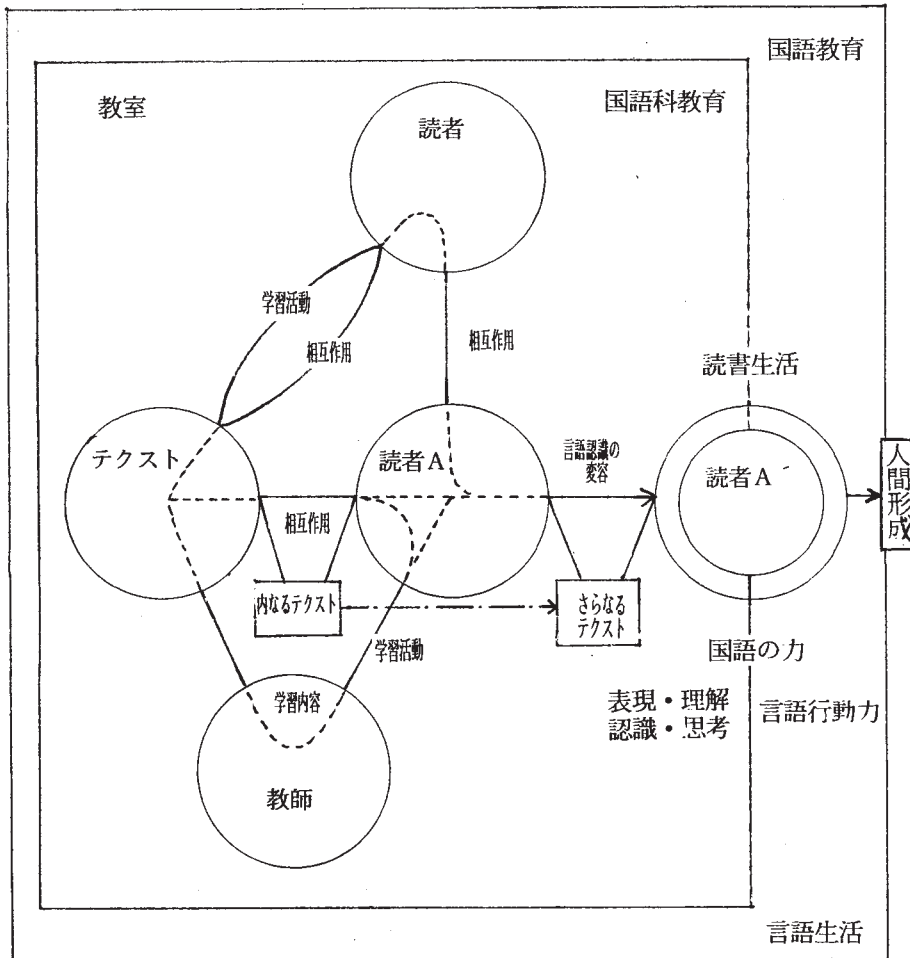 国語教育
教室
国語科教育
読者
学習活動
相互作用
相互作用
読書生活
テクスト
読者A
言語認識の
変容
読者A
人間形成
相互作用
内なるテクスト
さらなる
テクスト
学習活動
国語の力
学習内容
表現・理解
認識・思考
言語行動力
教師
言語生活